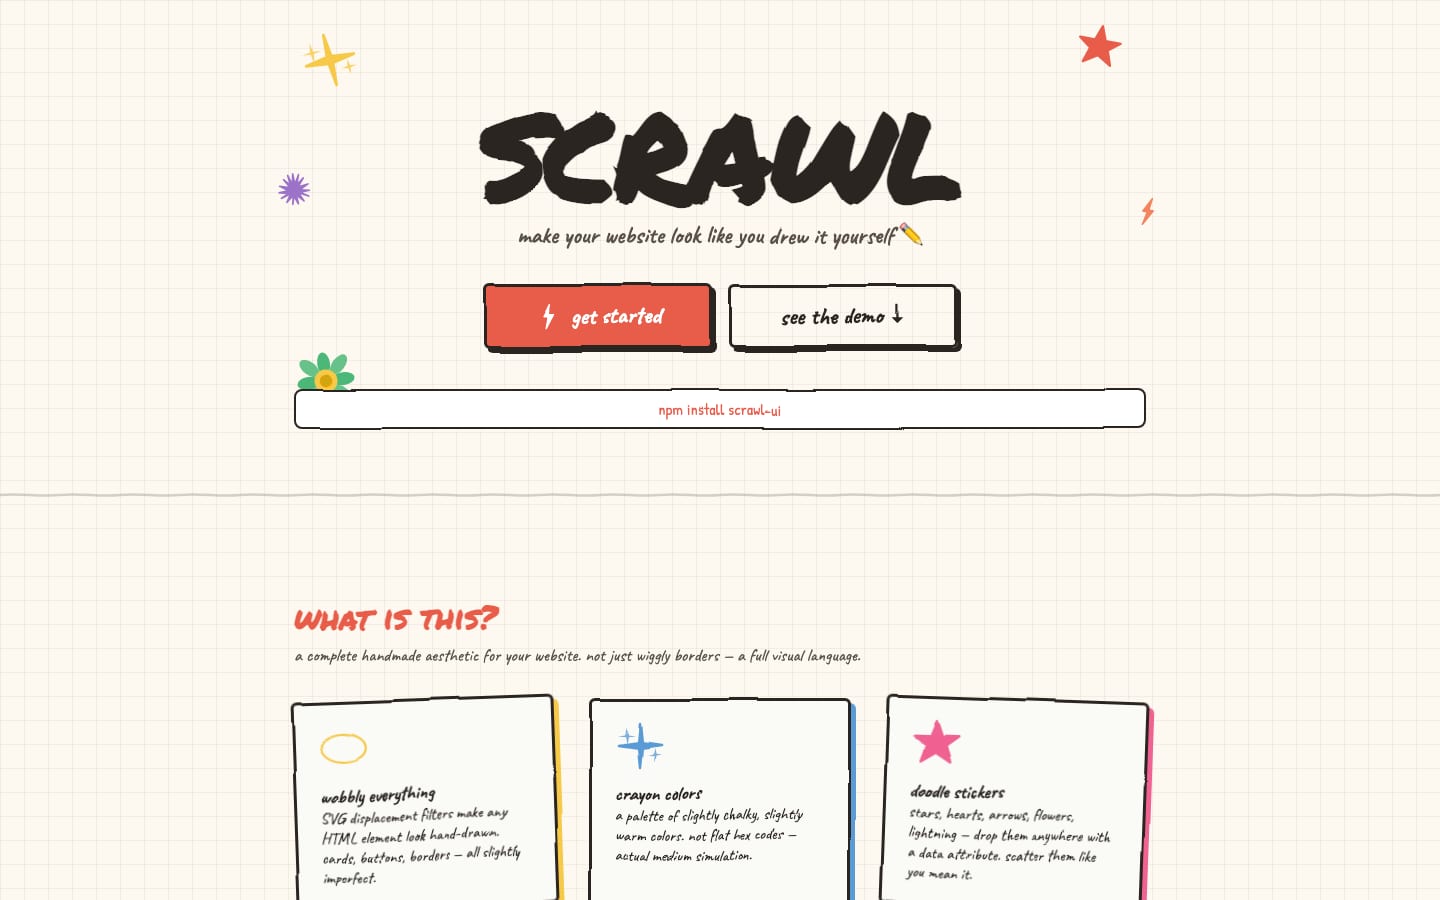 SCRAWL
make your website look like you drew it yourself ✏️
get started
see the demo ↓
npm install scrawl-ui
WHAT IS THIS?
a complete handmade aesthetic for your website. not just wiggly borders — a full visual language.
wobbly everything
SVG displacement filters make any
HTML element look hand-drawn.
cards, buttons, borders — all slightly
imperfect.
crayon colors
a palette of slightly chalky, slightly
warm colors. not flat hex codes —
actual medium simulation.
doodle stickers
stars, hearts, arrows, flowers,
lightning — drop them anywhere with
a data attribute. scatter them like
you mean it.